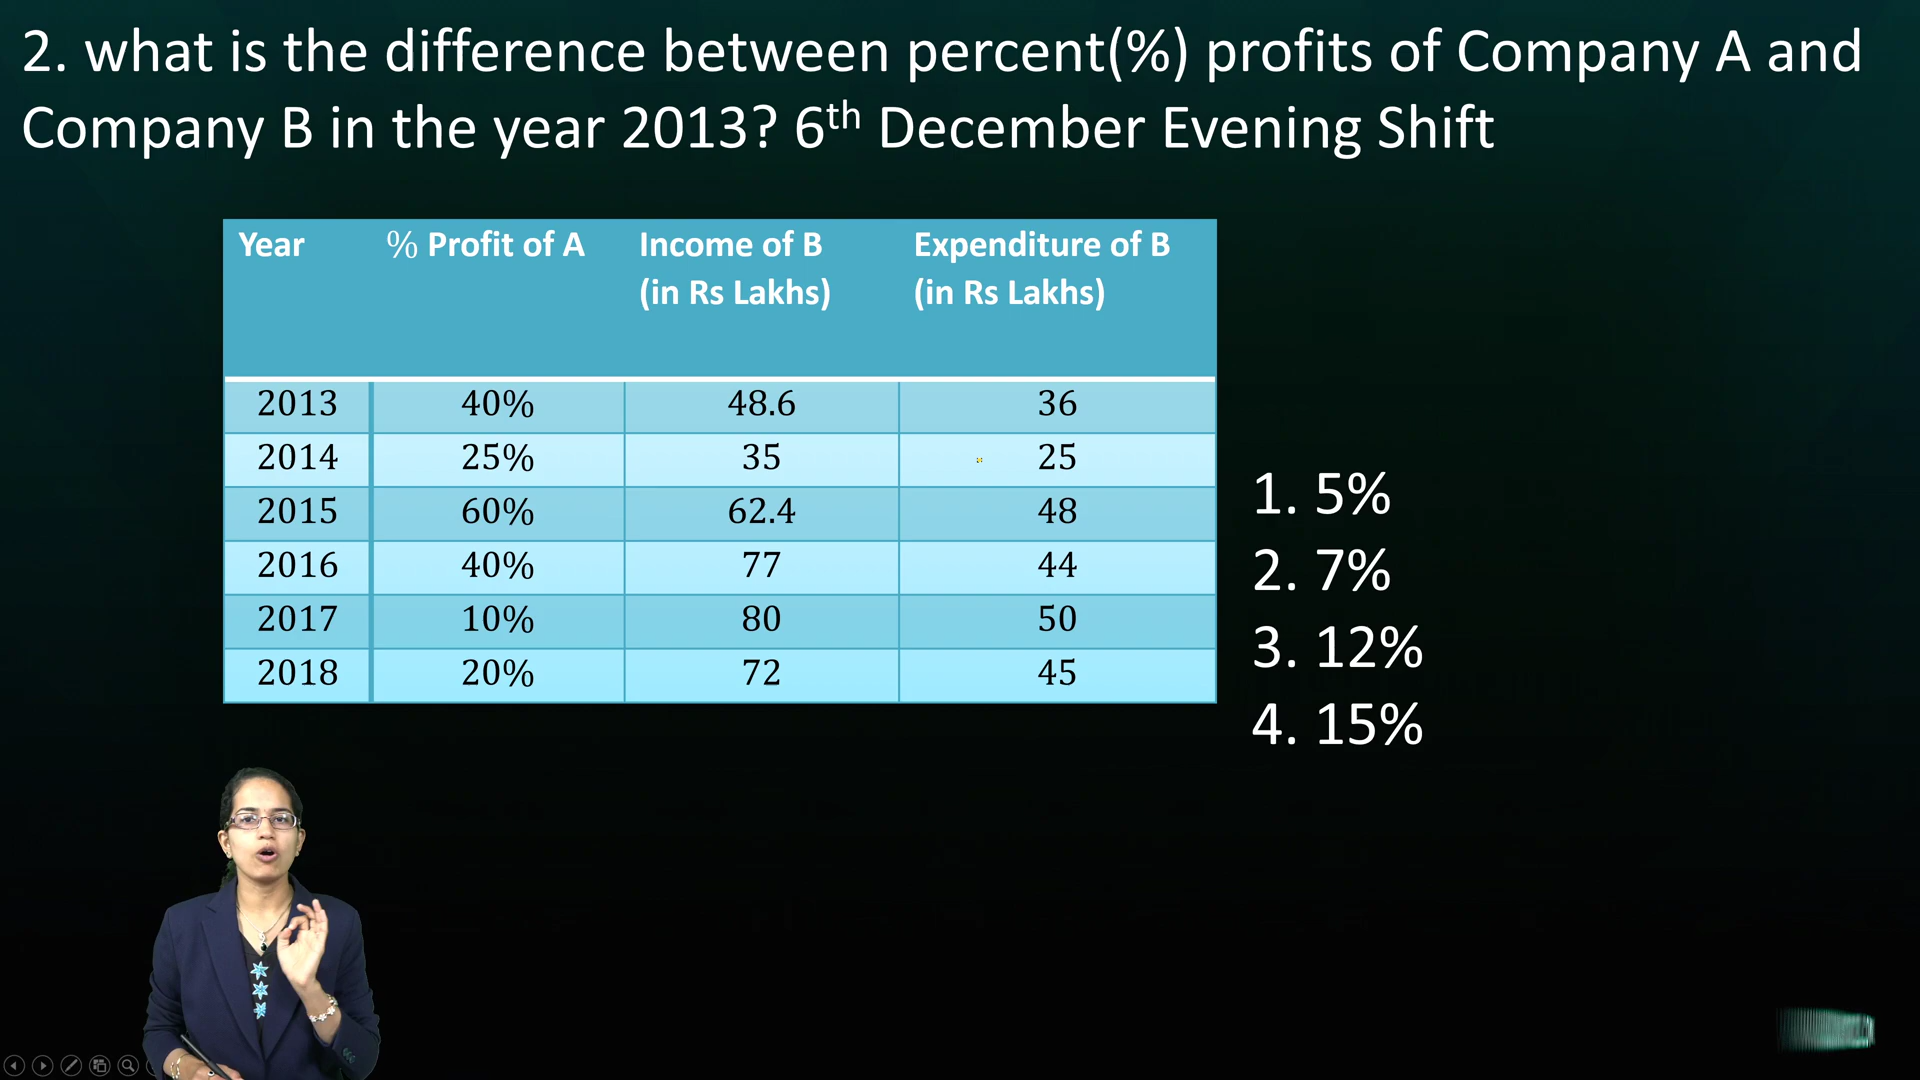 2. what is the difference between percent(%) profits of Company A and
Company B in the year 2013? 6th December Evening Shift
Year % Profit of A Income of B Expenditure of B
(in Rs Lakhs) (in Rs Lakhs)
2013 40% 48.6 36
2014 25% 35 25
2015 60% 62.4 48
2016 40% 77 44
2017 10% 80 50
2018 20% 72 45
1. 5%
2. 7%
3. 12%
4. 15%